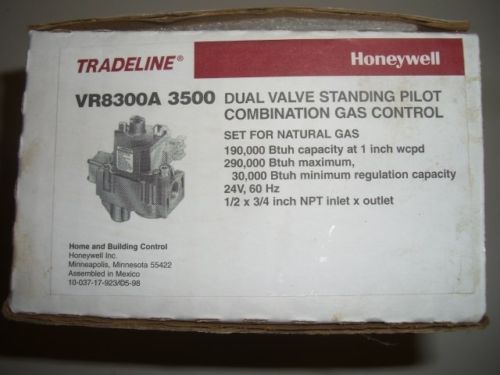 TRADELINE®
Honeywell
VR8300A 3500
DUAL VALVE STANDING PILOT
COMBINATION GAS CONTROL
SET FOR NATURAL GAS
190,000 Btuh capacity at 1 inch wcpd
290,000 Btuh maximum,
30,000 Btuh minimum regulation capacity
24V, 60 Hz
1/2 x 3/4 inch NPT inlet x outlet
Home and Building Control
Honeywell Inc.
Minneapolis, Minnesota 55422
Assembled in Mexico
10-037-17-923/D5-98